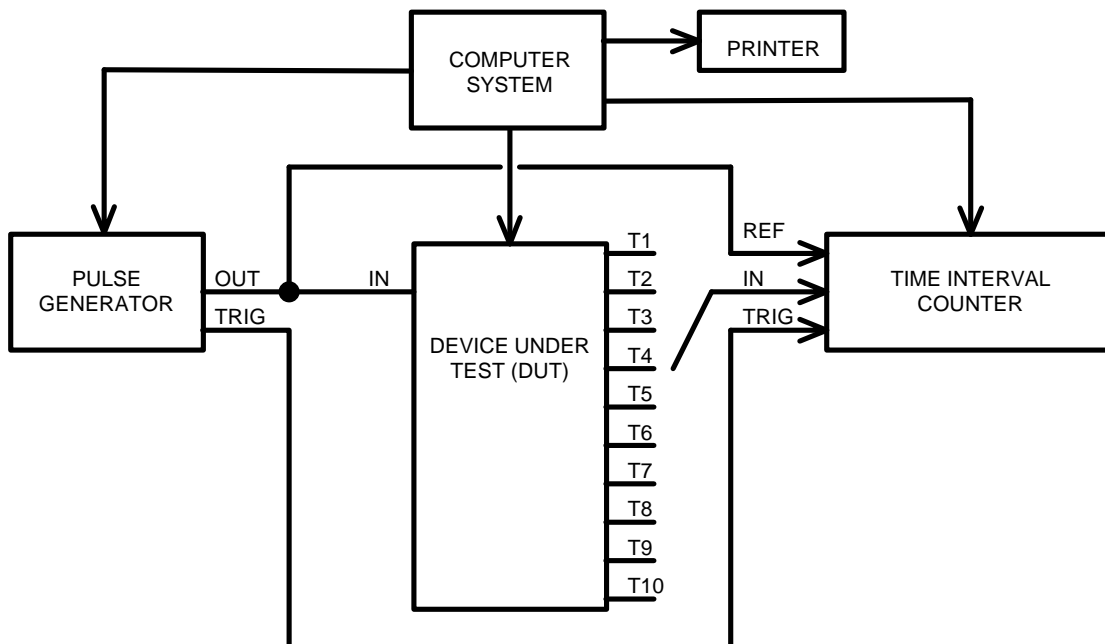 COMPUTER
SYSTEM
PRINTER
PULSE
GENERATOR
OUT
TRIG
IN
DEVICE UNDER
TEST (DUT)
T1
T2
T3
T4
T5
T6
T7
T8
T9
T10
REF
IN
TRIG
TIME INTERVAL
COUNTER